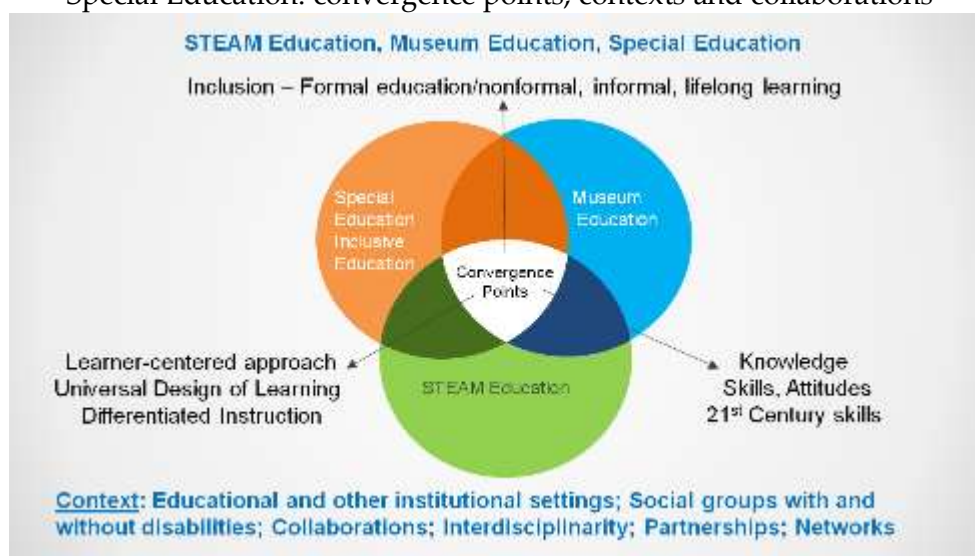 Special Education: convergence points, contexts and collaborations
STEAM Education, Museum Education, Special Education
Inclusion – Formal education/nonformal, informal, lifelong learning
Special
Education
Inclusive
Education
Museum
Education
Convergence
Points
Learner-centered approach
Universal Design of Learning
Differentiated Instruction
STEAM Education
Knowledge
Skills, Attitudes
21st Century skills
Context: Educational and other institutional settings; Social groups with and
without disabilities; Collaborations; Interdisciplinarity; Partnerships; Networks